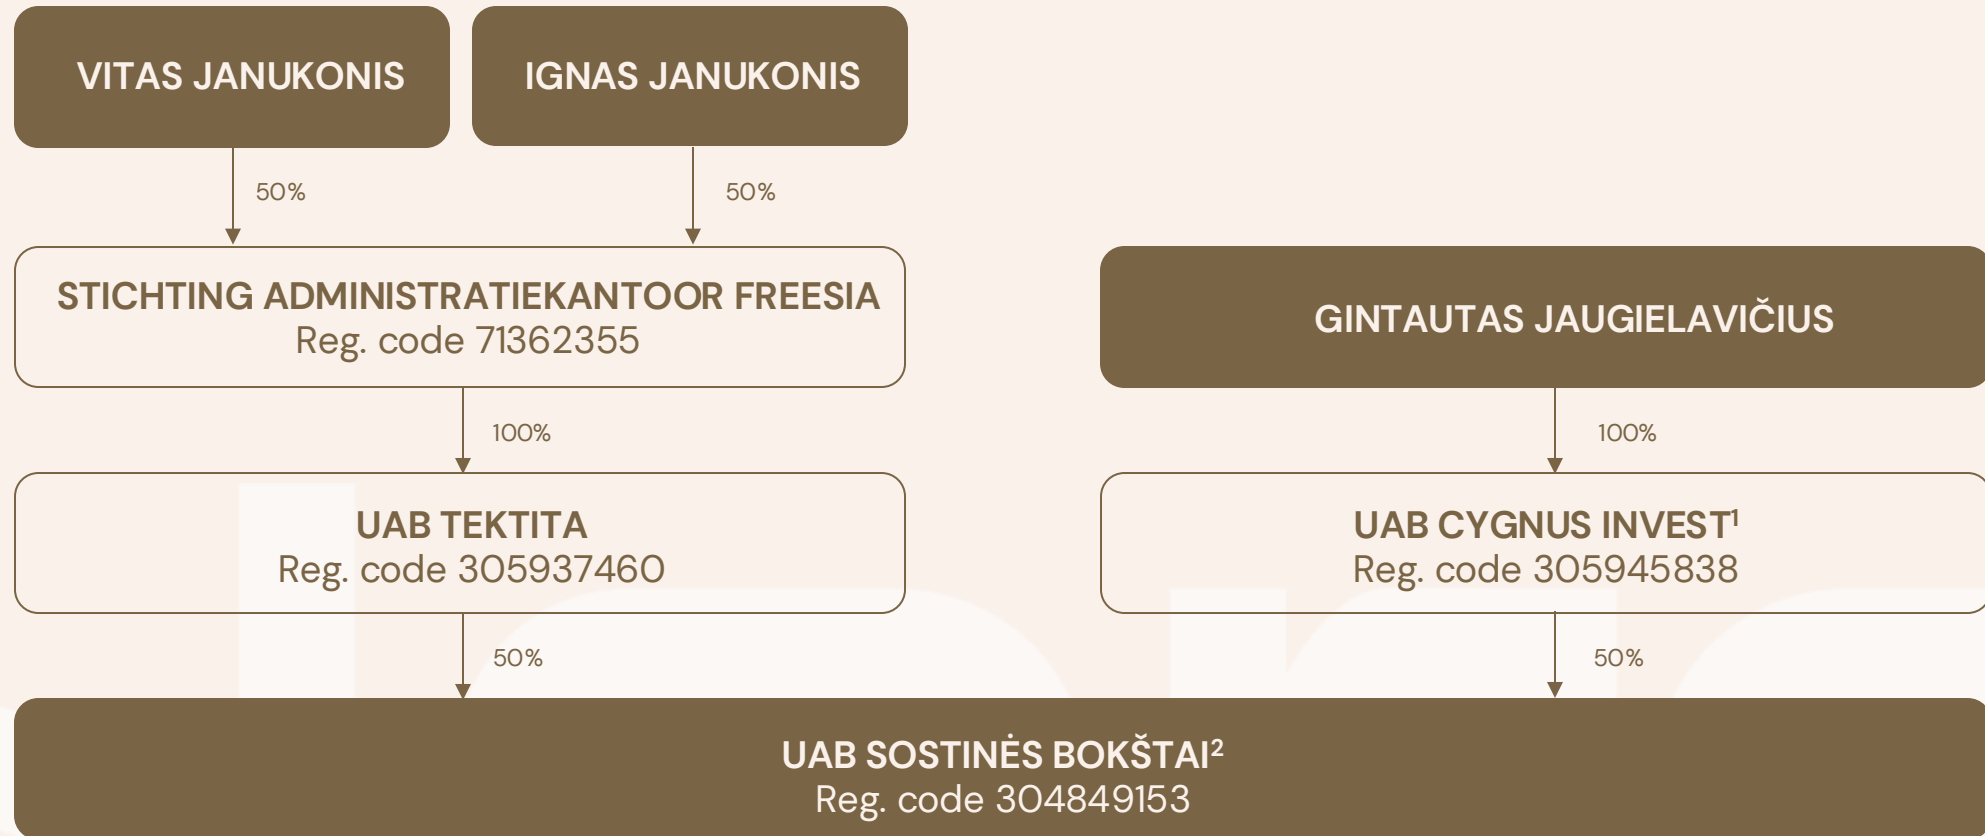 VITAS JANUKONIS
IGNAS JANUKONIS
50%
50%
STICHTING ADMINISTRATIEKANTOOR FREESIA
Reg. code 71362355
GINTAUTAS JAUGIELAVIČIUS
100%
100%
UAB TEKTITA
Reg. code 305937460
UAB CYGNUS INVEST¹
Reg. code 305945838
50%
50%
UAB SOSTINĖS BOKŠTAI²
Reg. code 304849153